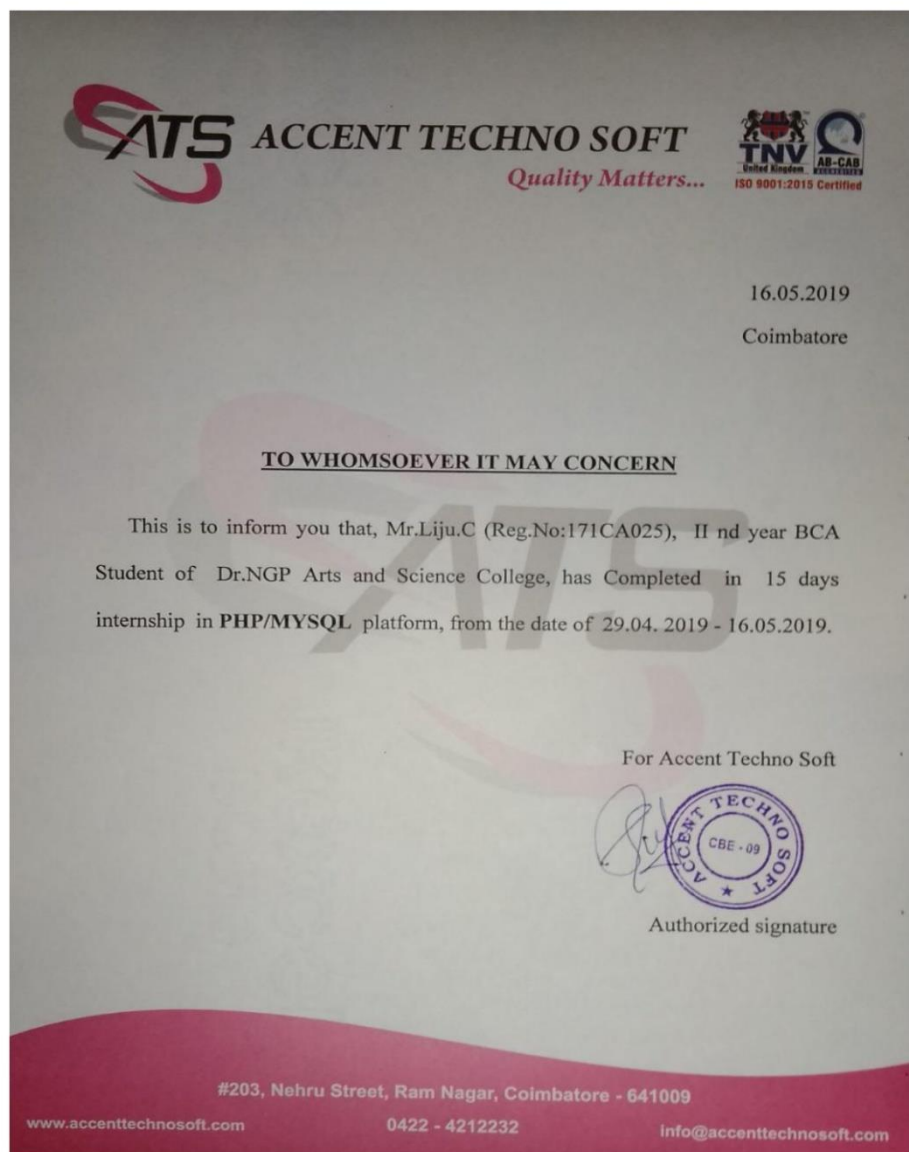 ATS ACCENT TECHNO SOFT
Quality Matters...
TNV
United Kingdom
AB-CAB
ACCREDITED
ISO 9001:2015 Certified
16.05.2019
Coimbatore
TO WHOMSOEVER IT MAY CONCERN
This is to inform you that, Mr.Liju.C (Reg.No:171CA025), II nd year BCA
Student of Dr.NGP Arts and Science College, has Completed in 15 days
internship in PHP/MYSQL platform, from the date of 29.04. 2019 - 16.05.2019.
ATS
For Accent Techno Soft
ACCENT TECHNO SOFT
CBE - 09
Authorized signature
#203, Nehru Street, Ram Nagar, Coimbatore - 641009
www.accenttechnosoft.com 0422 - 4212232 info@accenttechnosoft.com